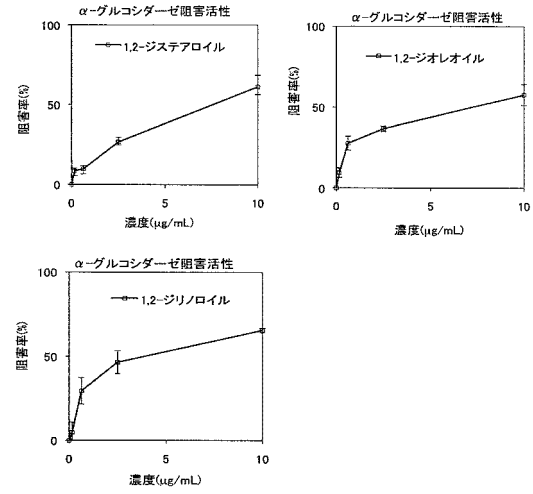 α-グルコシダーゼ阻害活性
1,2-ジステアロイル
阻害率(%)
100
50
0
0
5
10
濃度(μg/mL)
α-グルコシダーゼ阻害活性
1,2-ジオレオイル
阻害率(%)
100
50
0
0
5
10
濃度(μg/mL)
α-グルコシダーゼ阻害活性
1,2-ジリノロイル
阻害率(%)
100
50
0
0
5
10
濃度(μg/mL)